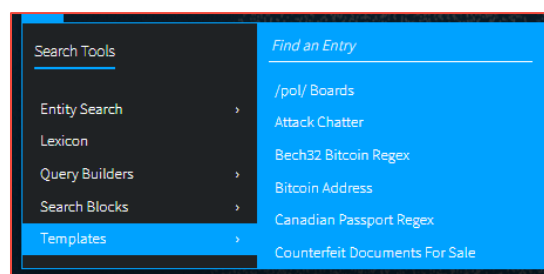 Search Tools
Entity Search
Lexicon
Query Builders
Search Blocks
Templates
Find an Entry
/pol/ Boards
Attack Chatter
Bech32 Bitcoin Regex
Bitcoin Address
Canadian Passport Regex
Counterfeit Documents For Sale